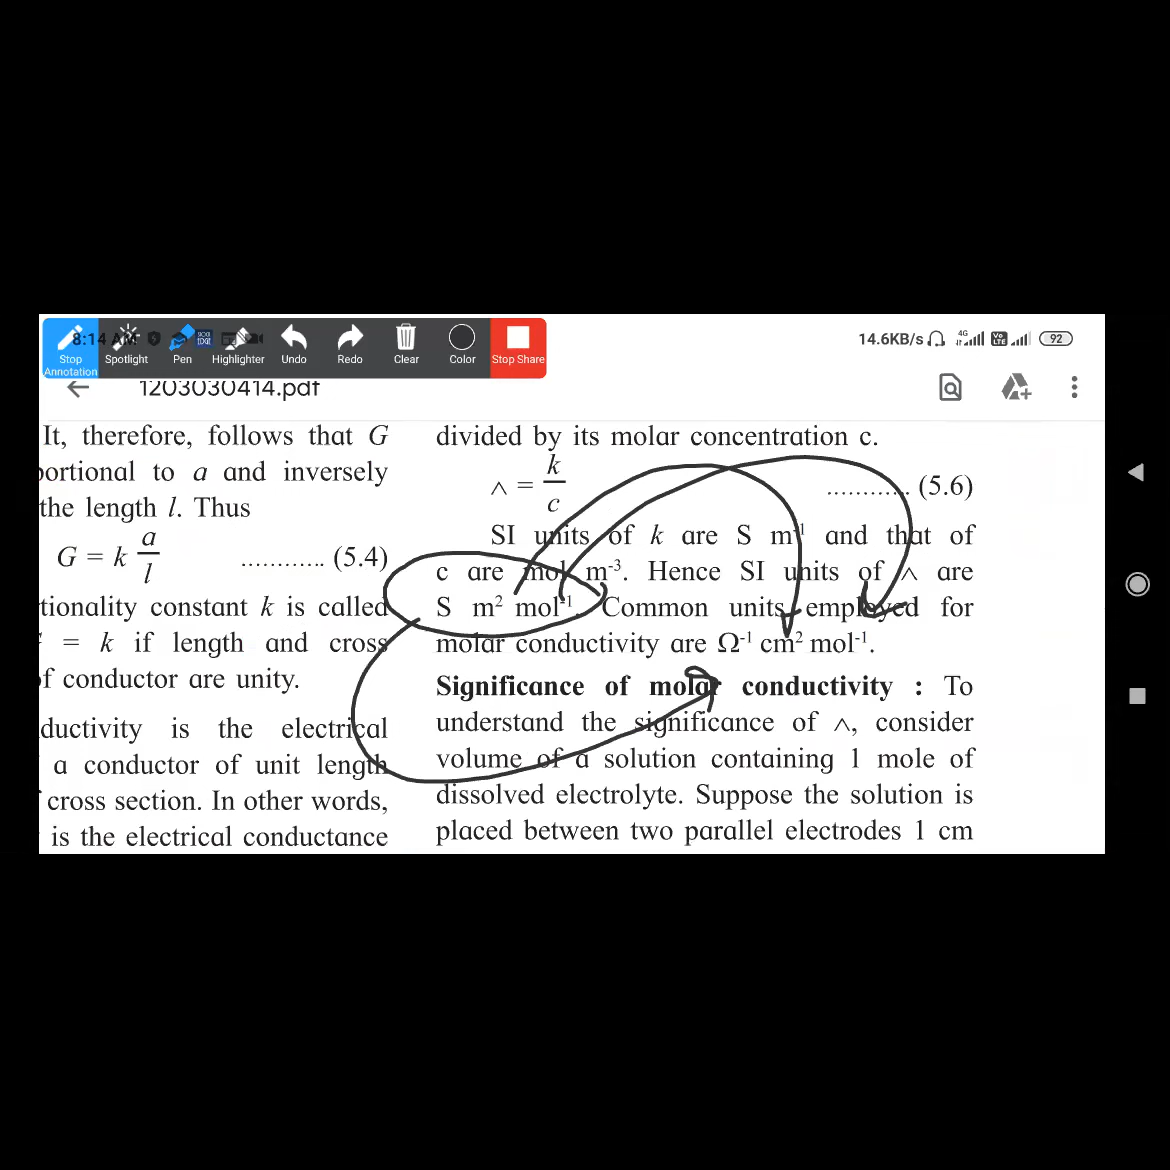 8:14 AM
14.6KB/s 4G Vo LTE 92
Stop Annotation Spotlight Pen Highlighter Undo Redo Clear Color Stop Share
1203030414.pdf
It, therefore, follows that G
portional to a and inversely
the length l. Thus
G = k a/l ............ (5.4)
tionality constant k is called
= k if length and cross
of conductor are unity.
ductivity is the electrical
a conductor of unit length
cross section. In other words,
is the electrical conductance
divided by its molar concentration c.
∧ = k/c ............ (5.6)
SI units of k are S m⁻¹ and that of
c are mol m⁻³. Hence SI units of ∧ are
S m² mol⁻¹. Common units employed for
molar conductivity are Ω⁻¹ cm² mol⁻¹.
Significance of molar conductivity : To
understand the significance of ∧, consider
volume of a solution containing 1 mole of
dissolved electrolyte. Suppose the solution is
placed between two parallel electrodes 1 cm